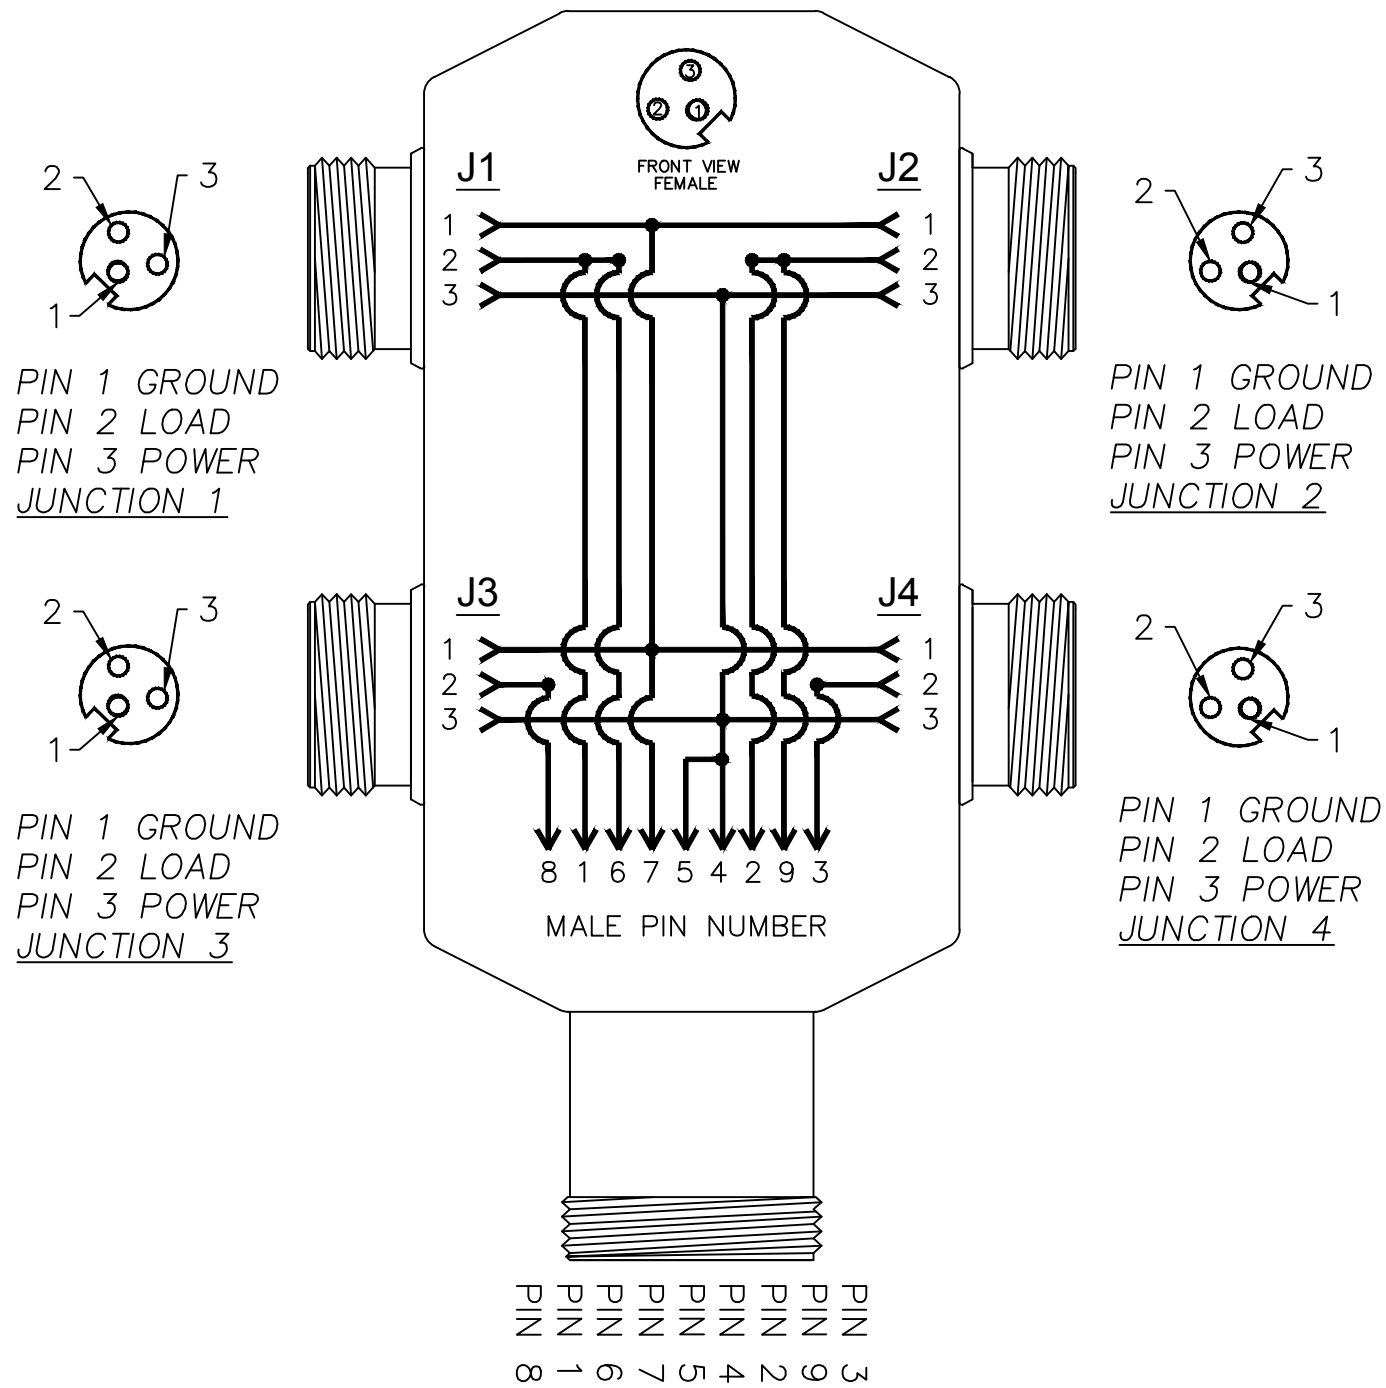 3
2 1
FRONT VIEW
FEMALE
J1
J2
1
2
3
1
2
3
2
3
1
PIN 1 GROUND
PIN 2 LOAD
PIN 3 POWER
JUNCTION 1
2
3
1
PIN 1 GROUND
PIN 2 LOAD
PIN 3 POWER
JUNCTION 2
J3
J4
1
2
3
1
2
3
2
3
1
PIN 1 GROUND
PIN 2 LOAD
PIN 3 POWER
JUNCTION 3
2
3
1
PIN 1 GROUND
PIN 2 LOAD
PIN 3 POWER
JUNCTION 4
8 1 6 7 5 4 2 9 3
MALE PIN NUMBER
PIN 8
PIN 1
PIN 6
PIN 7
PIN 5
PIN 4
PIN 2
PIN 9
PIN 3